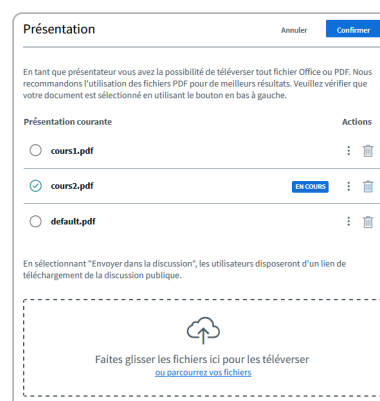 Présentation
Annuler
Confirmer
En tant que présentateur vous avez la possibilité de téléverser tout fichier Office ou PDF. Nous
recommandons l'utilisation des fichiers PDF pour de meilleurs résultats. Veuillez vérifier que
votre document est sélectionné en utilisant le bouton en bas à gauche.
Présentation courante Actions
cours1.pdf
cours2.pdf EN COURS
default.pdf
En sélectionnant "Envoyer dans la discussion", les utilisateurs disposeront d'un lien de
téléchargement de la discussion publique.
Faites glisser les fichiers ici pour les téléverser
ou parcourrez vos fichiers